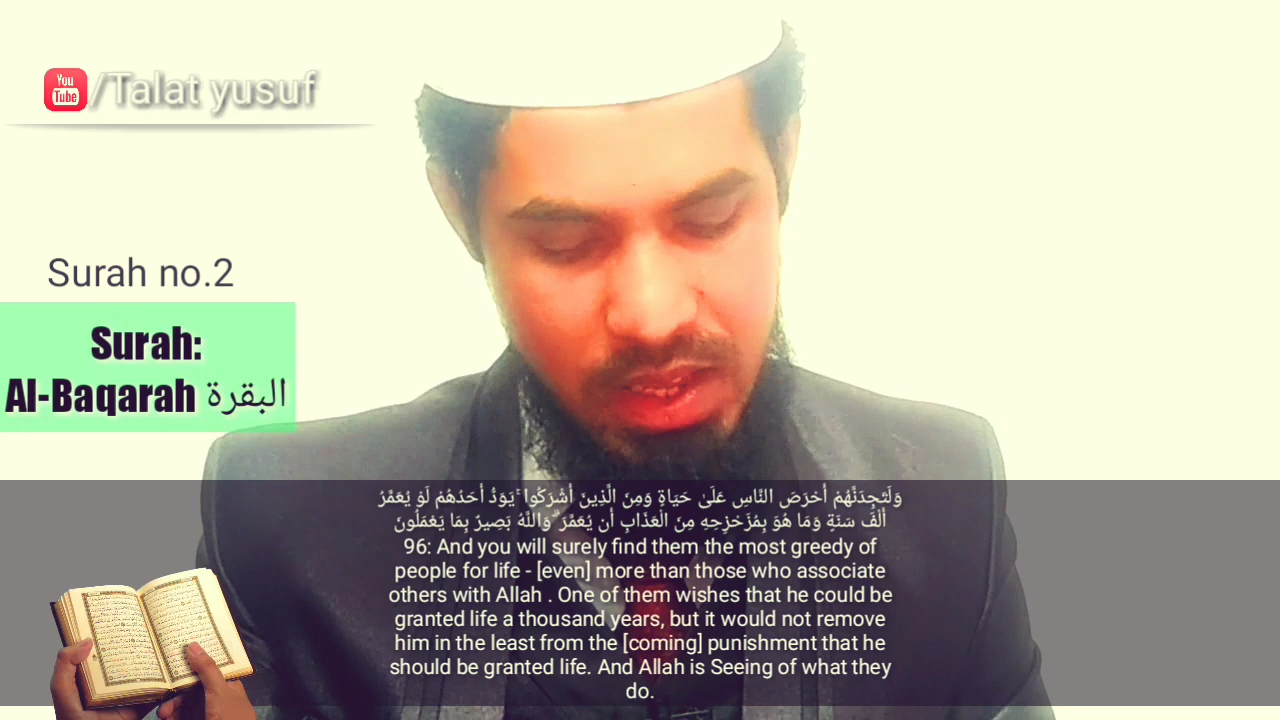 You
Tube
/Talat yusuf
Surah no.2
Surah:
Al-Baqarah البقرة
وَلَتَجِدَنَّهُمْ أَحْرَصَ النَّاسِ عَلَىٰ حَيَاةٍ وَمِنَ الَّذِينَ أَشْرَكُوا ۚ يَوَدُّ أَحَدُهُمْ لَوْ يُعَمَّرُ
أَلْفَ سَنَةٍ وَمَا هُوَ بِمُزَحْزِحِهِ مِنَ الْعَذَابِ أَن يُعَمَّرَ ۗ وَاللَّهُ بَصِيرٌ بِمَا يَعْمَلُونَ
96: And you will surely find them the most greedy of
people for life - [even] more than those who associate
others with Allah . One of them wishes that he could be
granted life a thousand years, but it would not remove
him in the least from the [coming] punishment that he
should be granted life. And Allah is Seeing of what they
do.